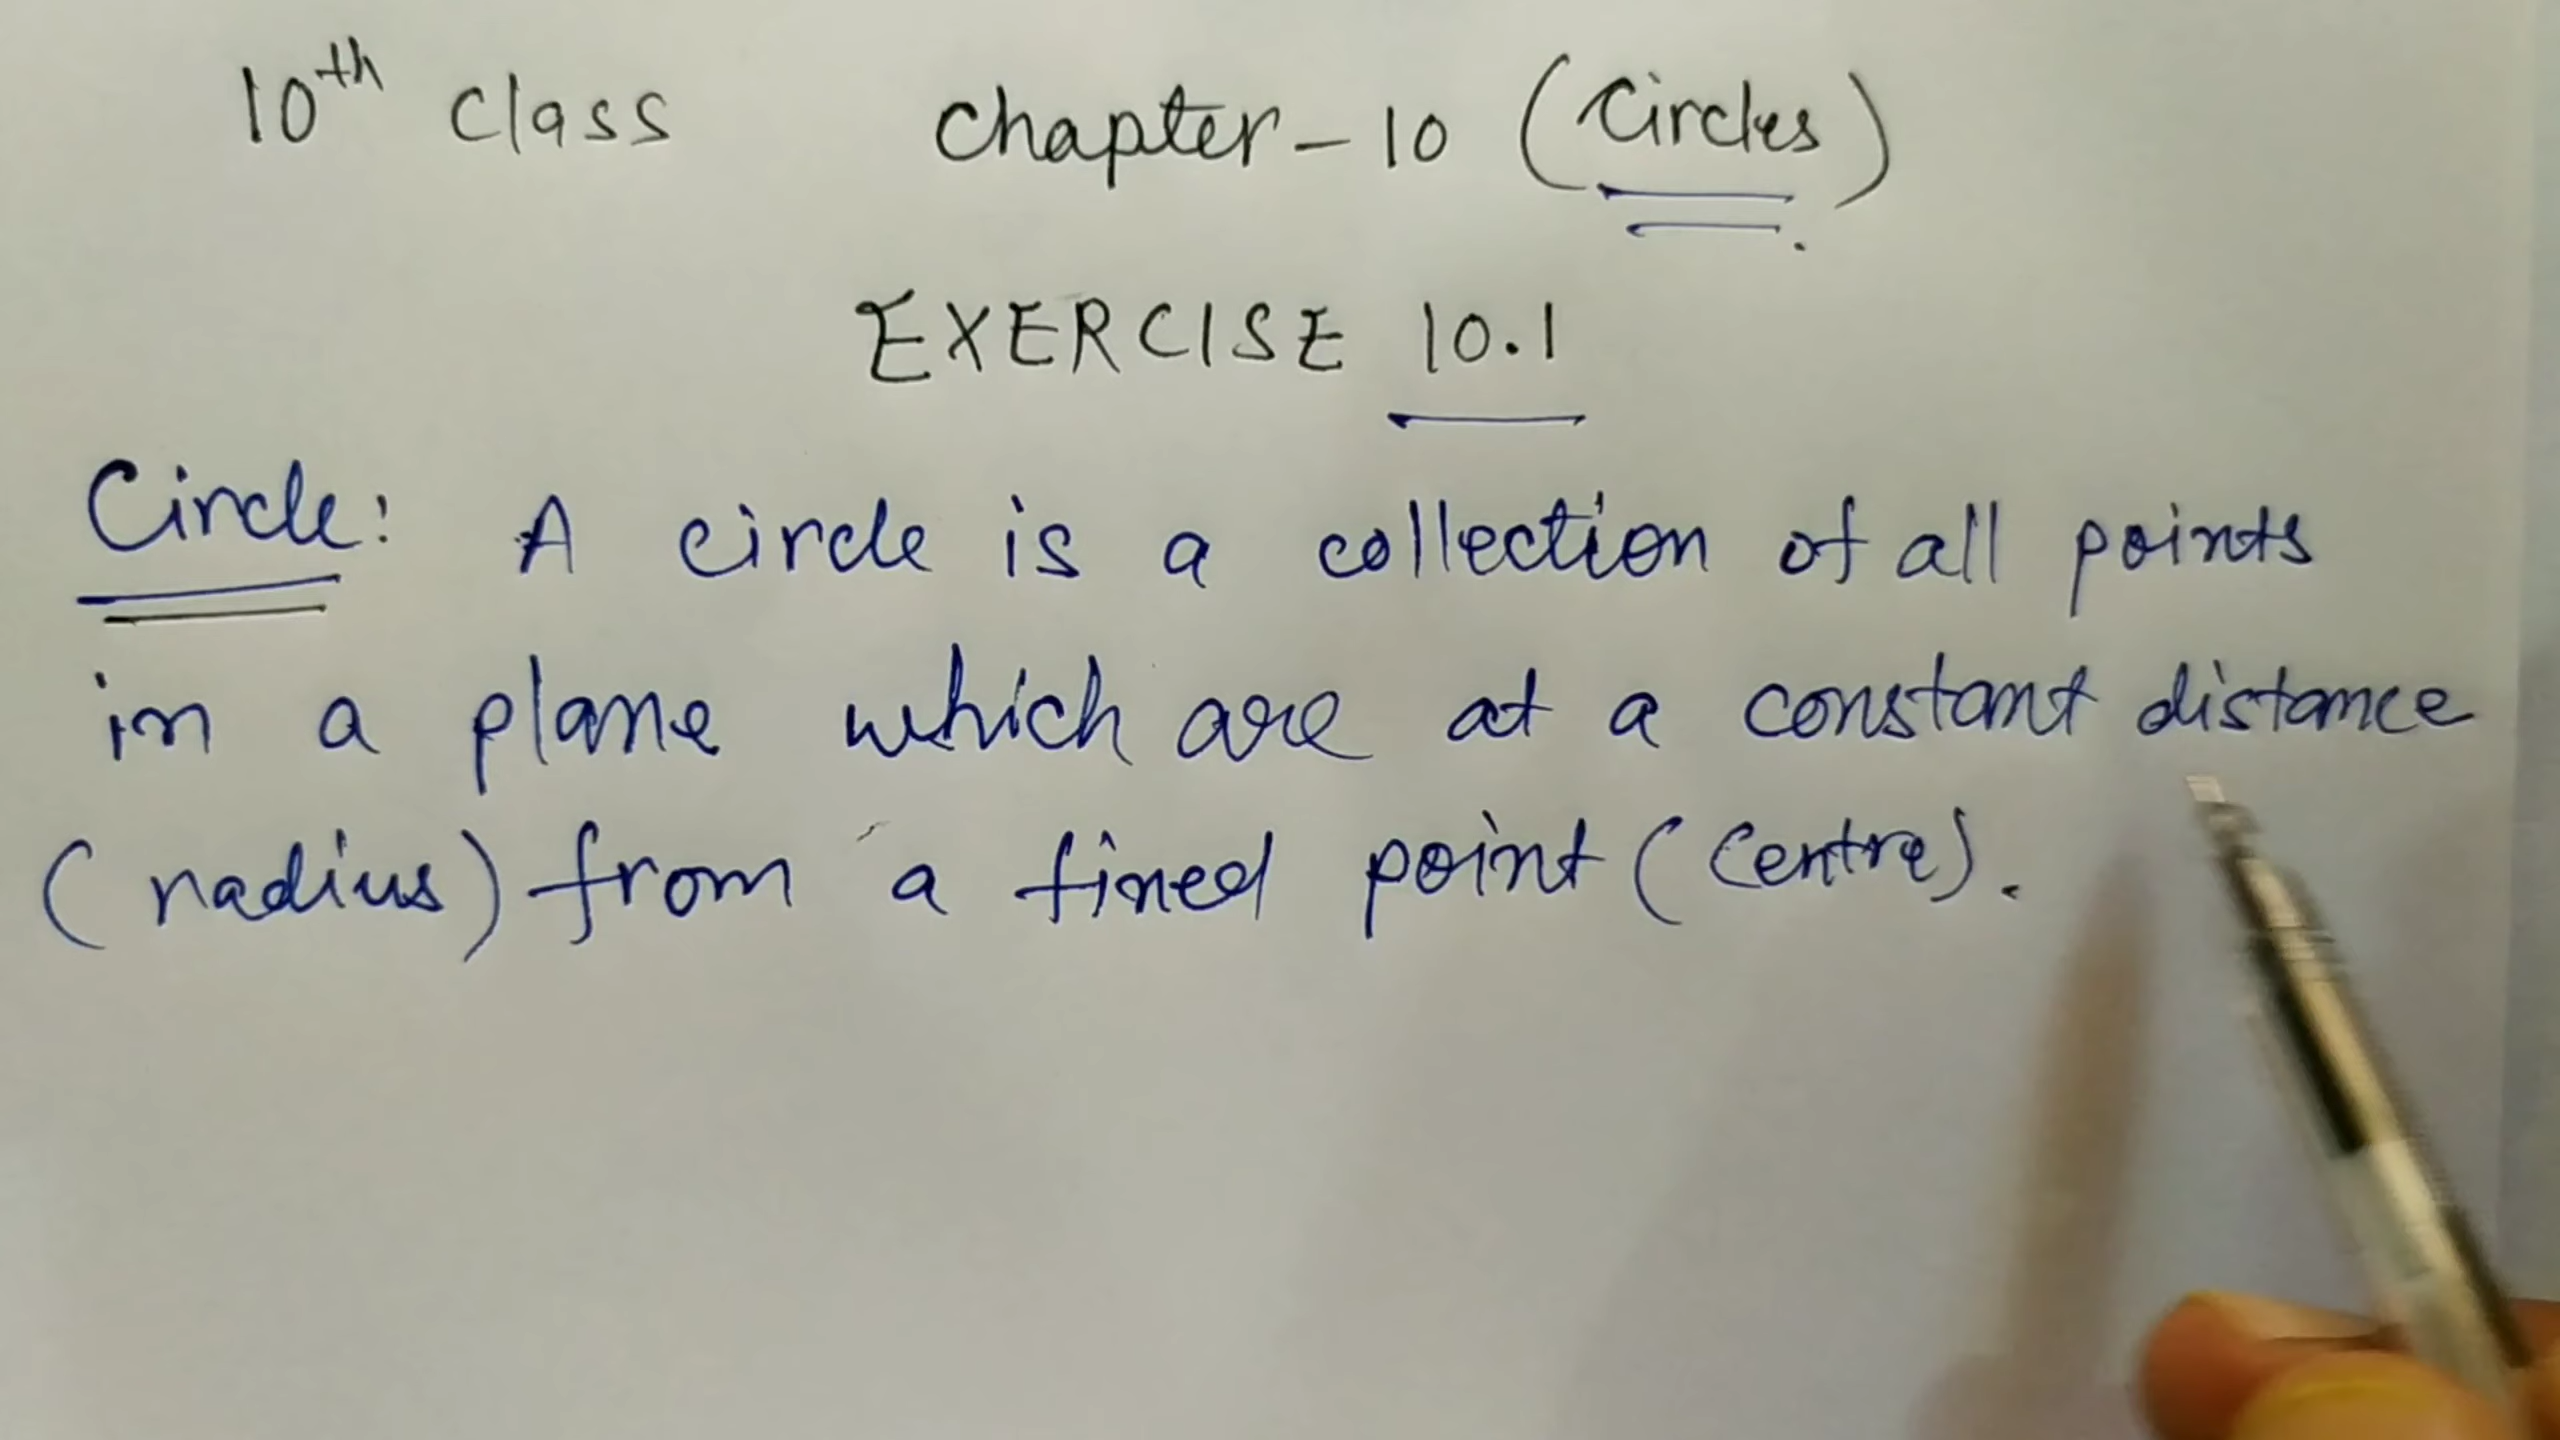 10th Class Chapter - 10 (Circles)
EXERCISE 10.1
Circle: A circle is a collection of all points
in a plane which are at a constant distance
(radius) from a fixed point (Centre).